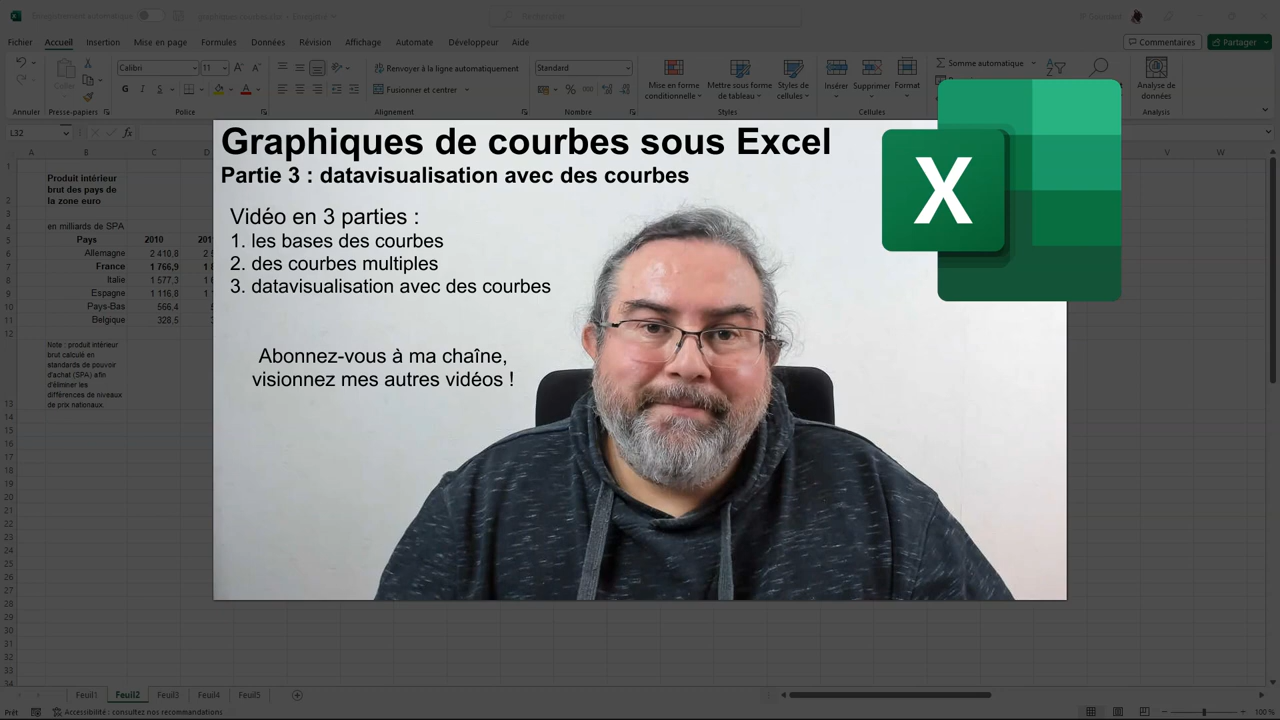 Enregistrement automatique
Rechercher
Fichier Accueil Insertion Mise en page Formules Données Révision Affichage Automate Développeur Aide
Commentaires Partager
Coller
Calibri 11
G I S
Renvoyer à la ligne automatiquement
Fusionner et centrer
Standard
Mise en forme conditionnelle
Mettre sous forme de tableau
Styles de cellules
Insérer Supprimer Format
Somme automatique
Analyse de données
Annuler Presse-papiers Police Alignement Nombre Styles Cellules Analyse
L32 fx
A B C D V W
Graphiques de courbes sous Excel
Partie 3 : datavisualisation avec des courbes
Vidéo en 3 parties :
1. les bases des courbes
2. des courbes multiples
3. datavisualisation avec des courbes
Abonnez-vous à ma chaîne,
visionnez mes autres vidéos !
X
Produit intérieur
brut des pays de
la zone euro
en milliards de SPA
Pays 2010
Allemagne 2 410,8
France 1 766,9
Italie 1 577,3
Espagne 1 116,8
Pays-Bas 566,4
Belgique 328,5
Note : produit intérieur
brut calculé en
standards de pouvoir
d'achat (SPA) afin
d'éliminer les
différences de niveaux
de prix nationaux.
Feuil1 Feuil2 Feuil3 Feuil4 Feuil5
Prêt Accessibilité : consultez nos recommandations 100 %